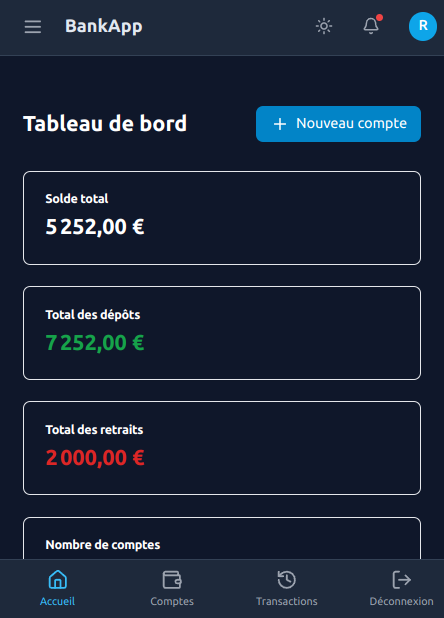 BankApp
R
Tableau de bord
Nouveau compte
Solde total
5 252,00 €
Total des dépôts
7 252,00 €
Total des retraits
2 000,00 €
Nombre de comptes
Accueil
Comptes
Transactions
Déconnexion